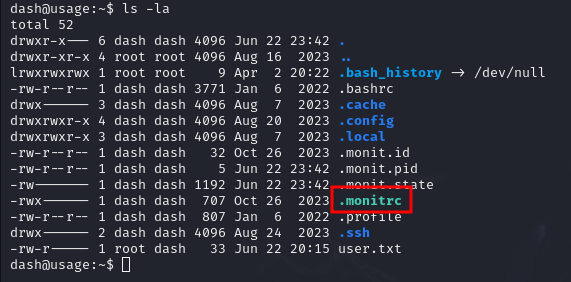 dash@usage:~$ ls -la
total 52
drwxr-x--- 6 dash dash 4096 Jun 22 23:42 .
drwxr-xr-x 4 root root 4096 Aug 16  2023 ..
lrwxrwxrwx 1 root root    9 Apr  2 20:22 .bash_history -> /dev/null
-rw-r--r-- 1 dash dash 3771 Jan  6  2022 .bashrc
drwx------ 3 dash dash 4096 Aug  7  2023 .cache
drwxrwxr-x 4 dash dash 4096 Aug 20  2023 .config
drwxrwxr-x 3 dash dash 4096 Aug  7  2023 .local
-rw-r--r-- 1 dash dash   32 Oct 26  2023 .monit.id
-rw-r--r-- 1 dash dash    5 Jun 22 23:42 .monit.pid
-rw------- 1 dash dash 1192 Jun 22 23:42 .monit.state
-rwx------ 1 dash dash  707 Oct 26  2023 .monitrc
-rw-r--r-- 1 dash dash  807 Jan  6  2022 .profile
drwx------ 2 dash dash 4096 Aug 24  2023 .ssh
-rw-r----- 1 root dash   33 Jun 22 20:15 user.txt
dash@usage:~$